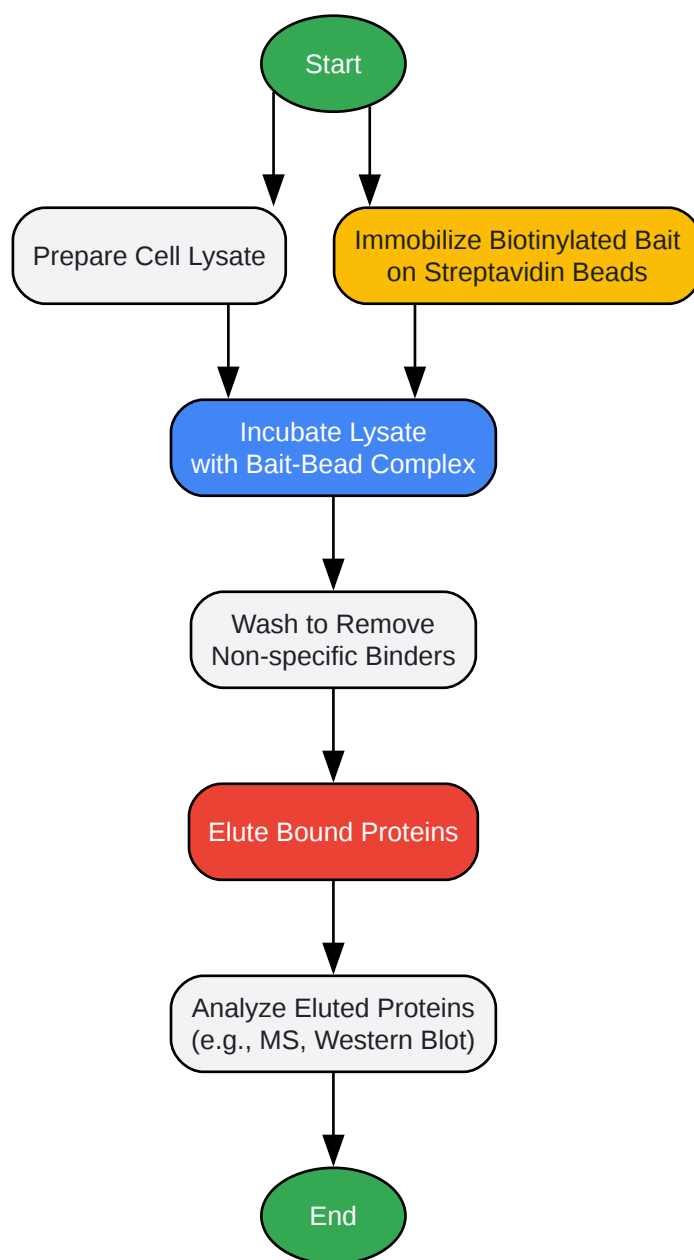 Start
Prepare Cell Lysate
Immobilize Biotinylated Bait
on Streptavidin Beads
Incubate Lysate
with Bait-Bead Complex
Wash to Remove
Non-specific Binders
Elute Bound Proteins
Analyze Eluted Proteins
(e.g., MS, Western Blot)
End